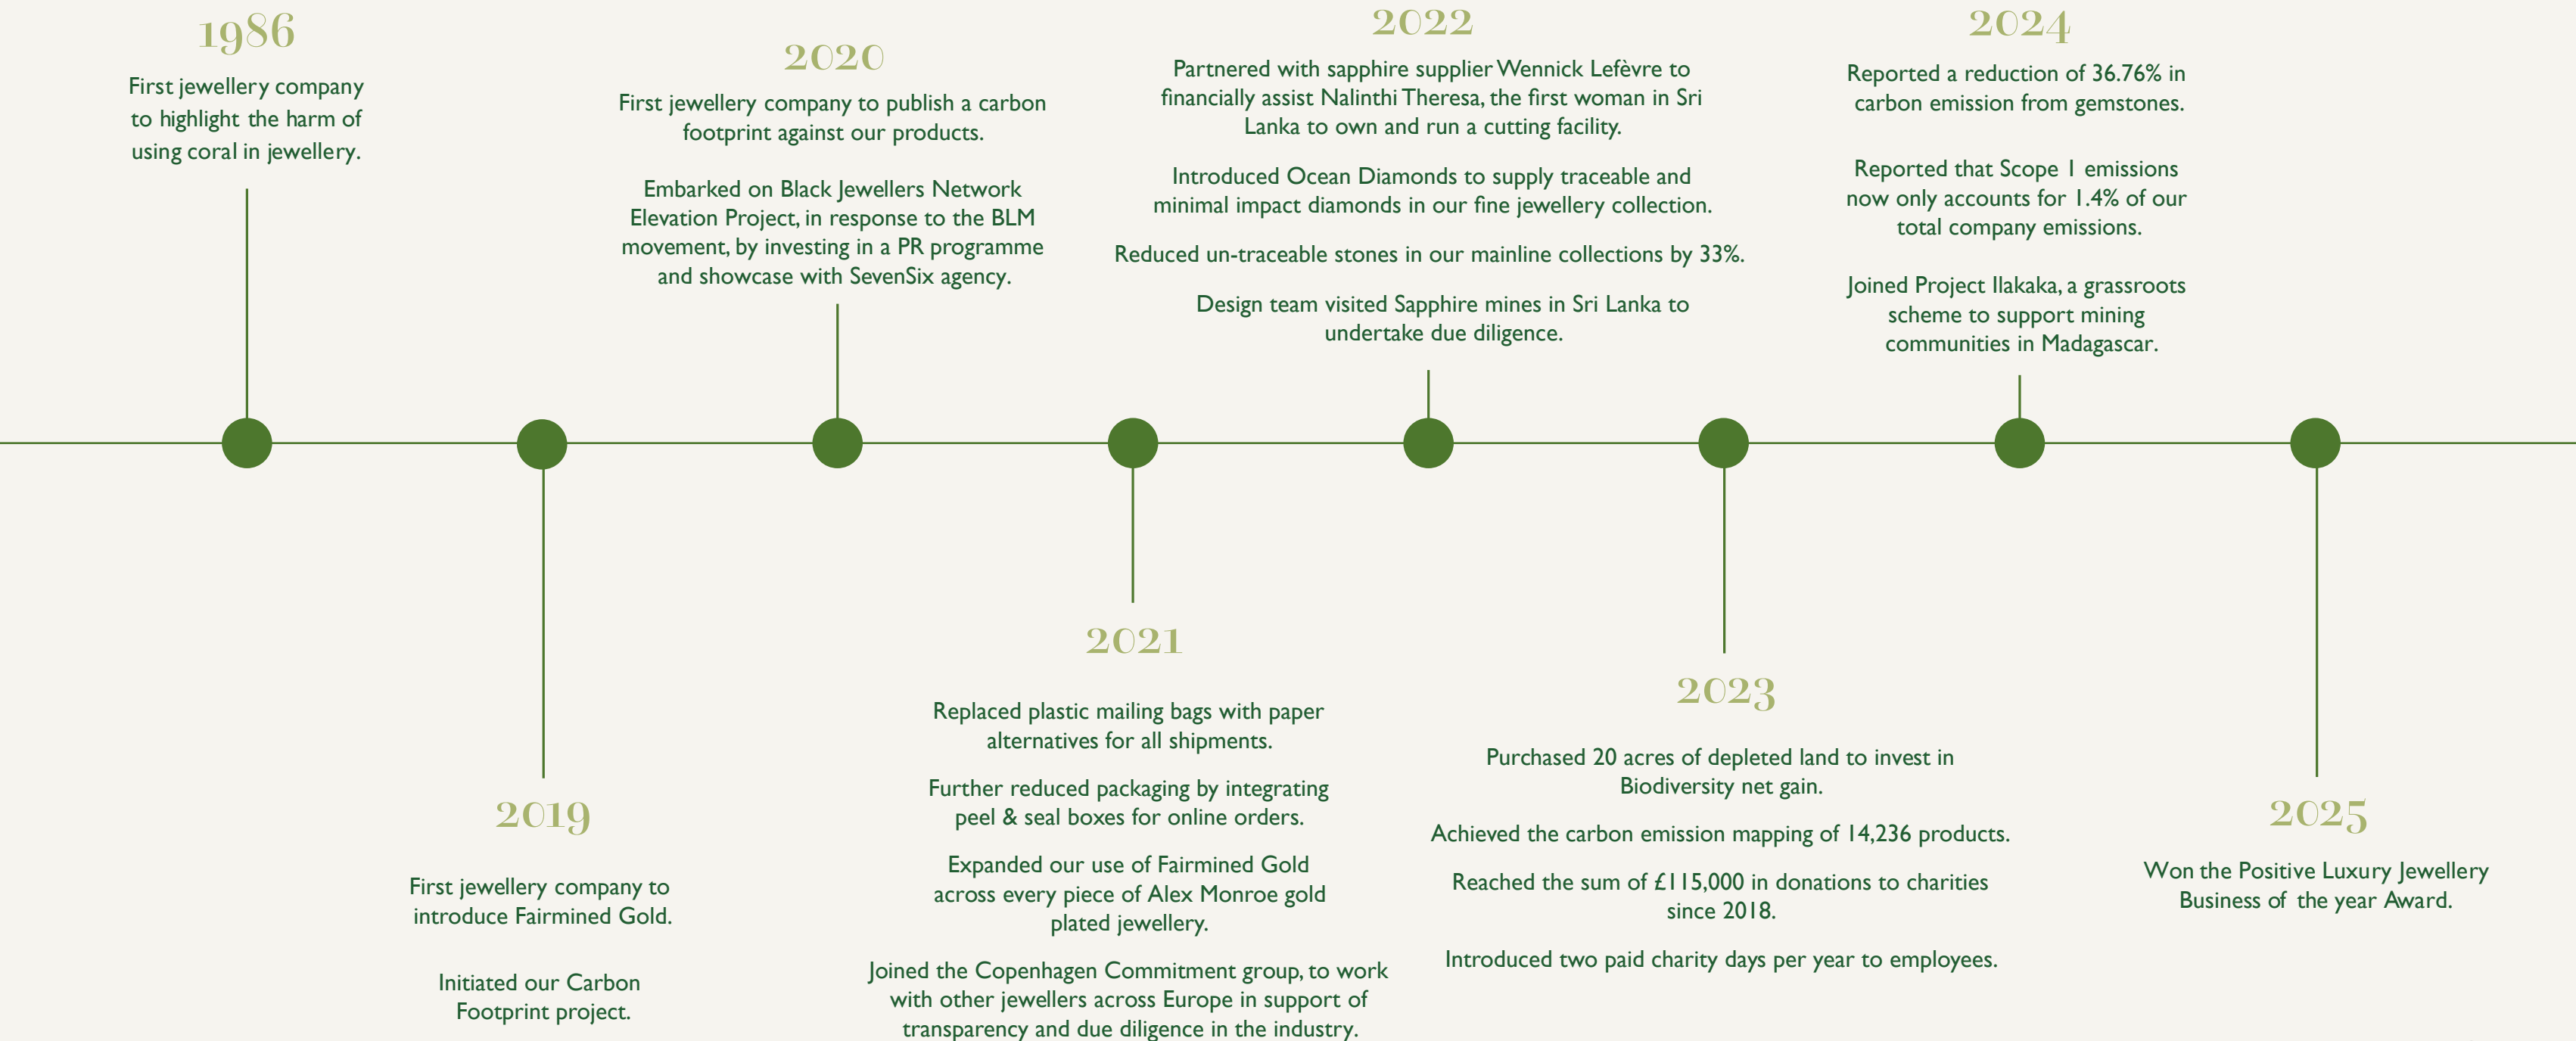 1986
First jewellery company
to highlight the harm of
using coral in jewellery.
2019
First jewellery company to
introduce Fairmined Gold.
Initiated our Carbon
Footprint project.
2020
First jewellery company to publish a carbon
footprint against our products.
Embarked on Black Jewellers Network
Elevation Project, in response to the BLM
movement, by investing in a PR programme
and showcase with SevenSix agency.
2021
Replaced plastic mailing bags with paper
alternatives for all shipments.
Further reduced packaging by integrating
peel & seal boxes for online orders.
Expanded our use of Fairmined Gold
across every piece of Alex Monroe gold
plated jewellery.
Joined the Copenhagen Commitment group, to work
with other jewellers across Europe in support of
transparency and due diligence in the industry.
2022
Partnered with sapphire supplier Wennick Lefèvre to
financially assist Nalinthi Theresa, the first woman in Sri
Lanka to own and run a cutting facility.
Introduced Ocean Diamonds to supply traceable and
minimal impact diamonds in our fine jewellery collection.
Reduced un-traceable stones in our mainline collections by 33%.
Design team visited Sapphire mines in Sri Lanka to
undertake due diligence.
2023
Purchased 20 acres of depleted land to invest in
Biodiversity net gain.
Achieved the carbon emission mapping of 14,236 products.
Reached the sum of £115,000 in donations to charities
since 2018.
Introduced two paid charity days per year to employees.
2024
Reported a reduction of 36.76% in
carbon emission from gemstones.
Reported that Scope 1 emissions
now only accounts for 1.4% of our
total company emissions.
Joined Project Ilakaka, a grassroots
scheme to support mining
communities in Madagascar.
2025
Won the Positive Luxury Jewellery
Business of the year Award.